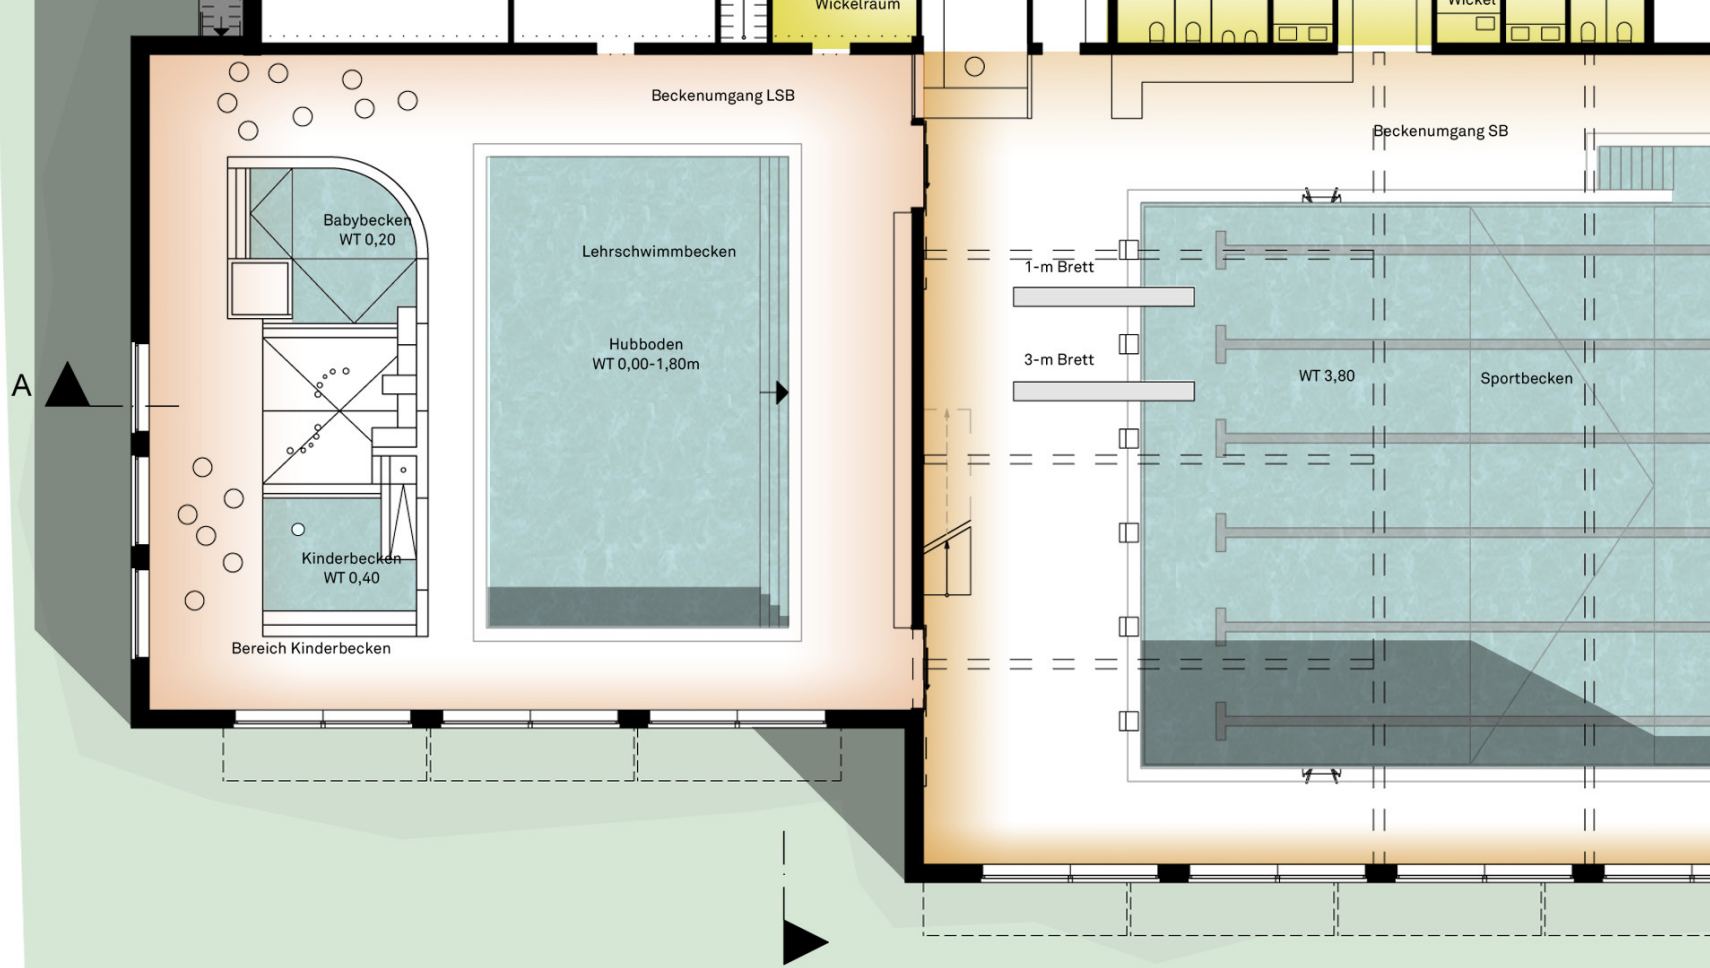 Wickelraum
Wickel
Beckenumgang LSB
Beckenumgang SB
Babybecken
WT 0,20
Lehrschwimmbecken
1-m Brett
Hubboden
WT 0,00-1,80m
3-m Brett
WT 3,80
Sportbecken
A
Kinderbecken
WT 0,40
Bereich Kinderbecken